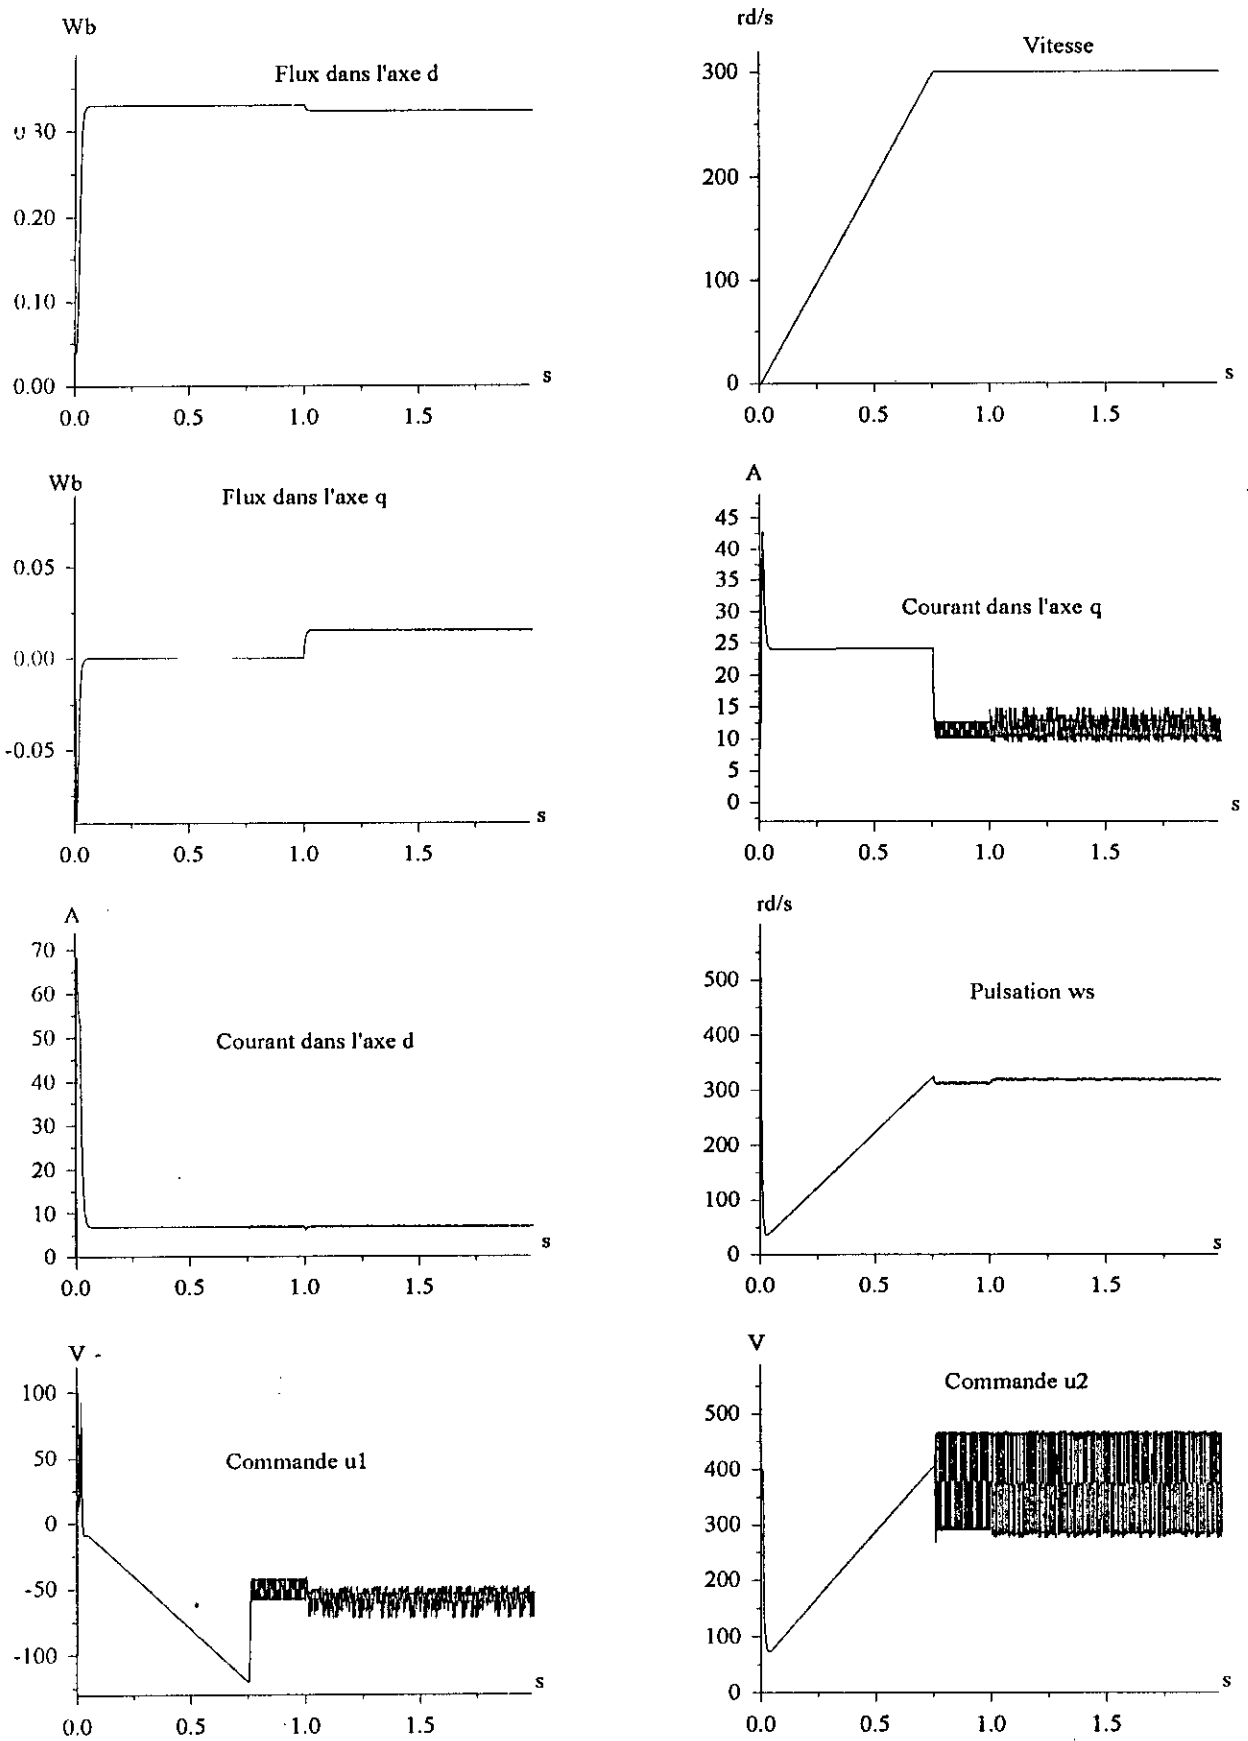 Wb
Flux dans l'axe d
0.30
0.20
0.10
0.00
s
0.0 0.5 1.0 1.5
rd/s
Vitesse
300
200
100
0
s
0.0 0.5 1.0 1.5
Wb
Flux dans l'axe q
0.05
0.00
-0.05
s
0.0 0.5 1.0 1.5
A
45
40
35
30
Courant dans l'axe q
25
20
15
10
5
0
s
0.0 0.5 1.0 1.5
A
70
60
50
Courant dans l'axe d
40
30
20
10
0
s
0.0 0.5 1.0 1.5
rd/s
500
Pulsation ws
400
300
200
100
0
s
0.0 0.5 1.0 1.5
V
100
50
Commande u1
0
-50
-100
s
0.0 0.5 1.0 1.5
V
Commande u2
500
400
300
200
100
0
s
0.0 0.5 1.0 1.5